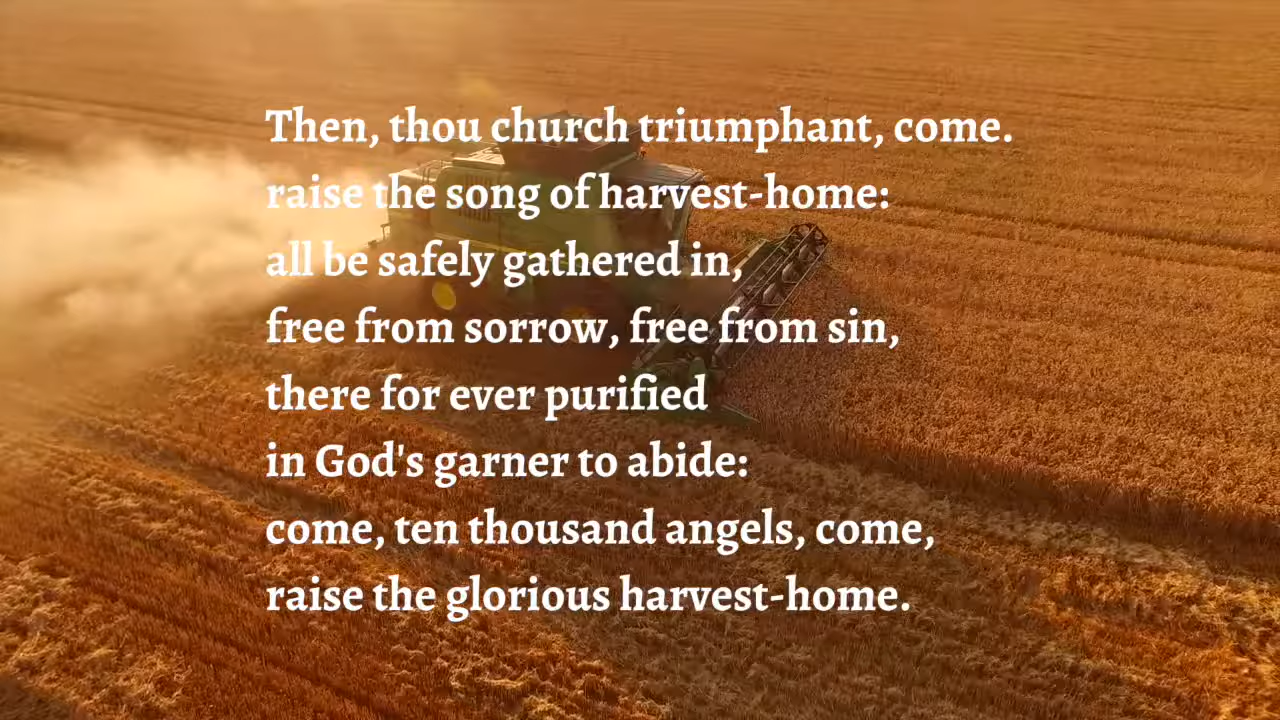 Then, thou church triumphant, come.
raise the song of harvest-home:
all be safely gathered in,
free from sorrow, free from sin,
there for ever purified
in God's garner to abide:
come, ten thousand angels, come,
raise the glorious harvest-home.